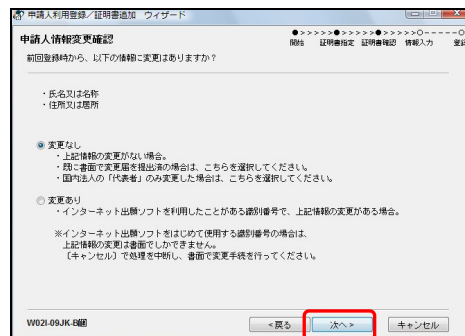 申請人利用登録/証明書追加 ウィザード
申請人情報変更確認
●>>>>>●>>>>>●>>>>>○-----○
開始 証明書指定 証明書確認 情報入力 登録
前回登録時から、以下の情報に変更はありますか？
・氏名又は名称
・住所又は居所
変更なし
・上記情報の変更がない場合。
・既に書面で変更届を提出済の場合は、こちらを選択してください。
・国内法人の「代表者」のみ変更した場合は、こちらを選択してください。
変更あり
・インターネット出願ソフトを利用したことがある識別番号で、上記情報の変更がある場合。
※インターネット出願ソフトをはじめて使用する識別番号の場合は、
上記情報の変更は書面でしかできません。
［キャンセル］で処理を中断し、書面で変更手続を行ってください。
<戻る 次へ> キャンセル